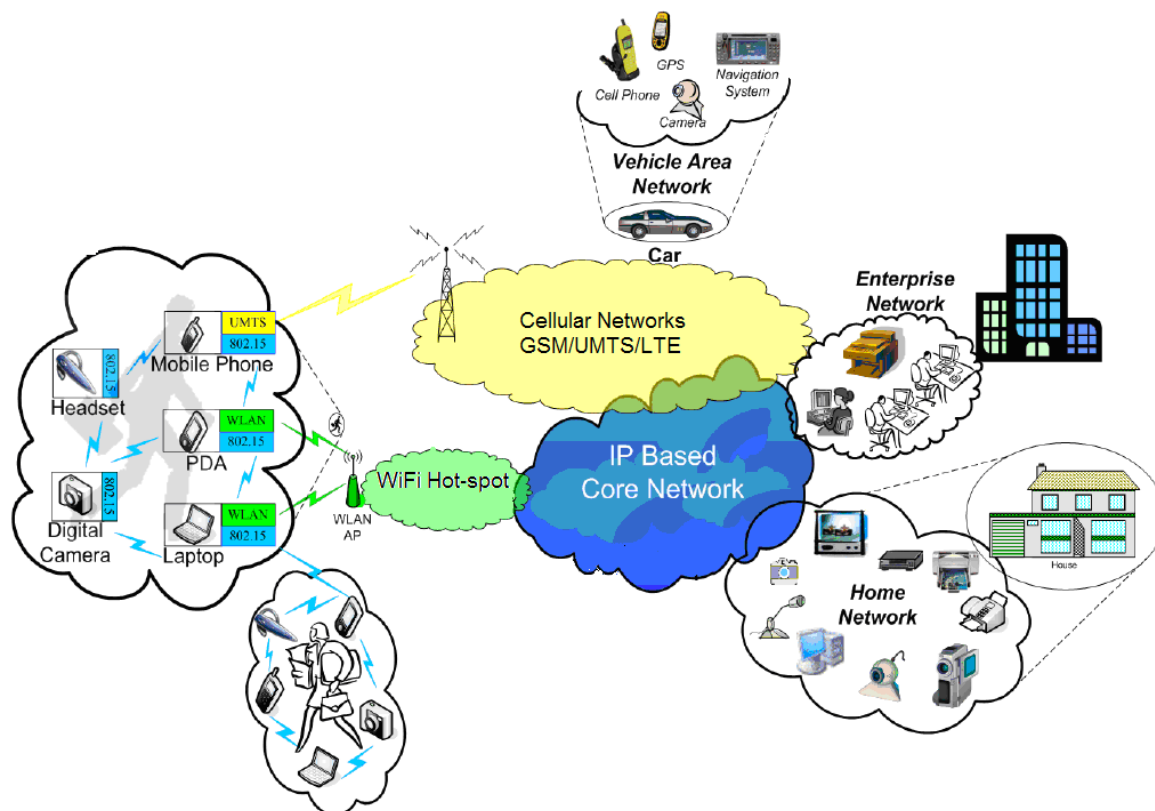 GPS
Cell Phone
Navigation
System
Camera
Vehicle Area
Network
Car
Enterprise
Network
Cellular Networks
GSM/UMTS/LTE
UMTS
802.15
Mobile Phone
802.15
Headset
WLAN
802.15
PDA
802.15
Digital
Camera
WLAN
802.15
Laptop
WLAN
AP
WiFi Hot-spot
IP Based
Core Network
House
Home
Network